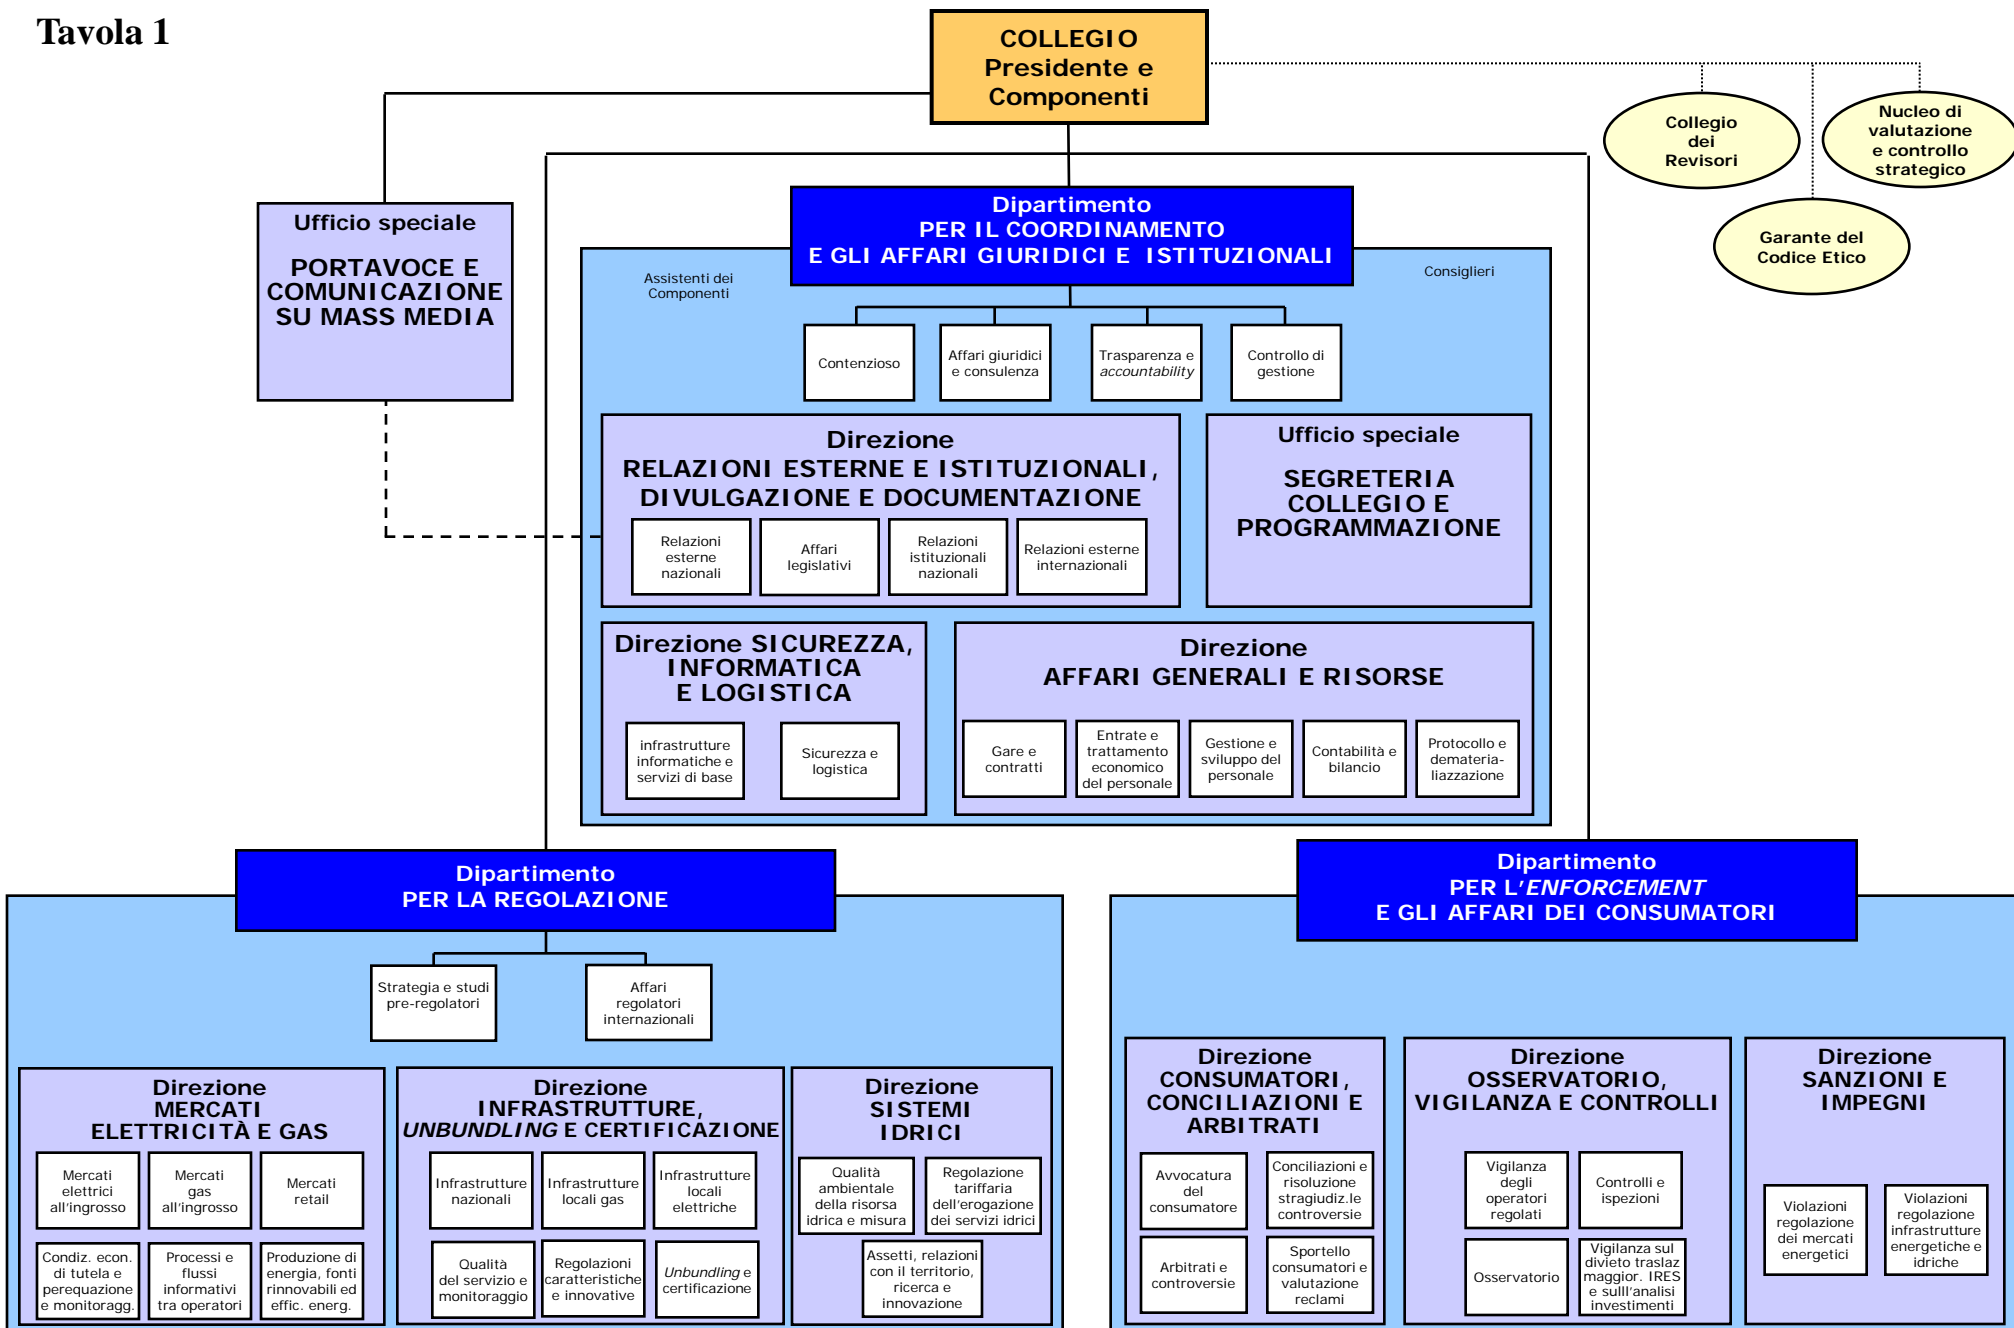 Tavola 1
COLLEGIO
Presidente e
Componenti
Collegio
dei
Revisori
Nucleo di
valutazione
e controllo
strategico
Garante del
Codice Etico
Ufficio speciale
PORTAVOCE E
COMUNICAZIONE
SU MASS MEDIA
Dipartimento
PER IL COORDINAMENTO
E GLI AFFARI GIURIDICI E ISTITUZIONALI
Assistenti dei
Componenti
Consiglieri
Contenzioso
Affari giuridici
e consulenza
Trasparenza e
accountability
Controllo di
gestione
Direzione
RELAZIONI ESTERNE E ISTITUZIONALI,
DIVULGAZIONE E DOCUMENTAZIONE
Relazioni
esterne
nazionali
Affari
legislativi
Relazioni
istituzionali
nazionali
Relazioni esterne
internazionali
Ufficio speciale
SEGRETERIA
COLLEGIO E
PROGRAMMAZIONE
Direzione SICUREZZA,
INFORMATICA
E LOGISTICA
infrastrutture
informatiche e
servizi di base
Sicurezza e
logistica
Direzione
AFFARI GENERALI E RISORSE
Gare e
contratti
Entrate e
trattamento
economico
del personale
Gestione e
sviluppo del
personale
Contabilità e
bilancio
Protocollo e
demateria-
liazzazione
Dipartimento
PER LA REGOLAZIONE
Strategia e studi
pre-regolatori
Affari
regolatori
internazionali
Direzione
MERCATI
ELETTRICITÀ E GAS
Mercati
elettrici
all'ingrosso
Mercati
gas
all'ingrosso
Mercati
retail
Condiz. econ.
di tutela e
perequazione
e monitoragg.
Processi e
flussi
informativi
tra operatori
Produzione di
energia, fonti
rinnovabili ed
effic. energ.
Direzione
INFRASTRUTTURE,
UNBUNDLING E CERTIFICAZIONE
Infrastrutture
nazionali
Infrastrutture
locali gas
Infrastrutture
locali
elettriche
Qualità
del servizio e
monitoraggio
Regolazioni
caratteristiche
e innovative
Unbundling e
certificazione
Direzione
SISTEMI
IDRICI
Qualità
ambientale
della risorsa
idrica e misura
Regolazione
tariffaria
dell'erogazione
dei servizi idrici
Assetti, relazioni
con il territorio,
ricerca e
innovazione
Dipartimento
PER L'ENFORCEMENT
E GLI AFFARI DEI CONSUMATORI
Direzione
CONSUMATORI,
CONCILIAZIONI E
ARBITRATI
Avvocatura
del
consumatore
Conciliazioni e
risoluzione
stragiudiz.le
controversie
Arbitrati e
controversie
Sportello
consumatori e
valutazione
reclami
Direzione
OSSERVATORIO,
VIGILANZA E CONTROLLI
Vigilanza
degli
operatori
regolati
Controlli e
ispezioni
Osservatorio
Vigilanza sul
divieto traslaz
maggior. IRES
e sulll'analisi
investimenti
Direzione
SANZIONI E
IMPEGNI
Violazioni
regolazione
dei mercati
energetici
Violazioni
regolazione
infrastrutture
energetiche e
idriche